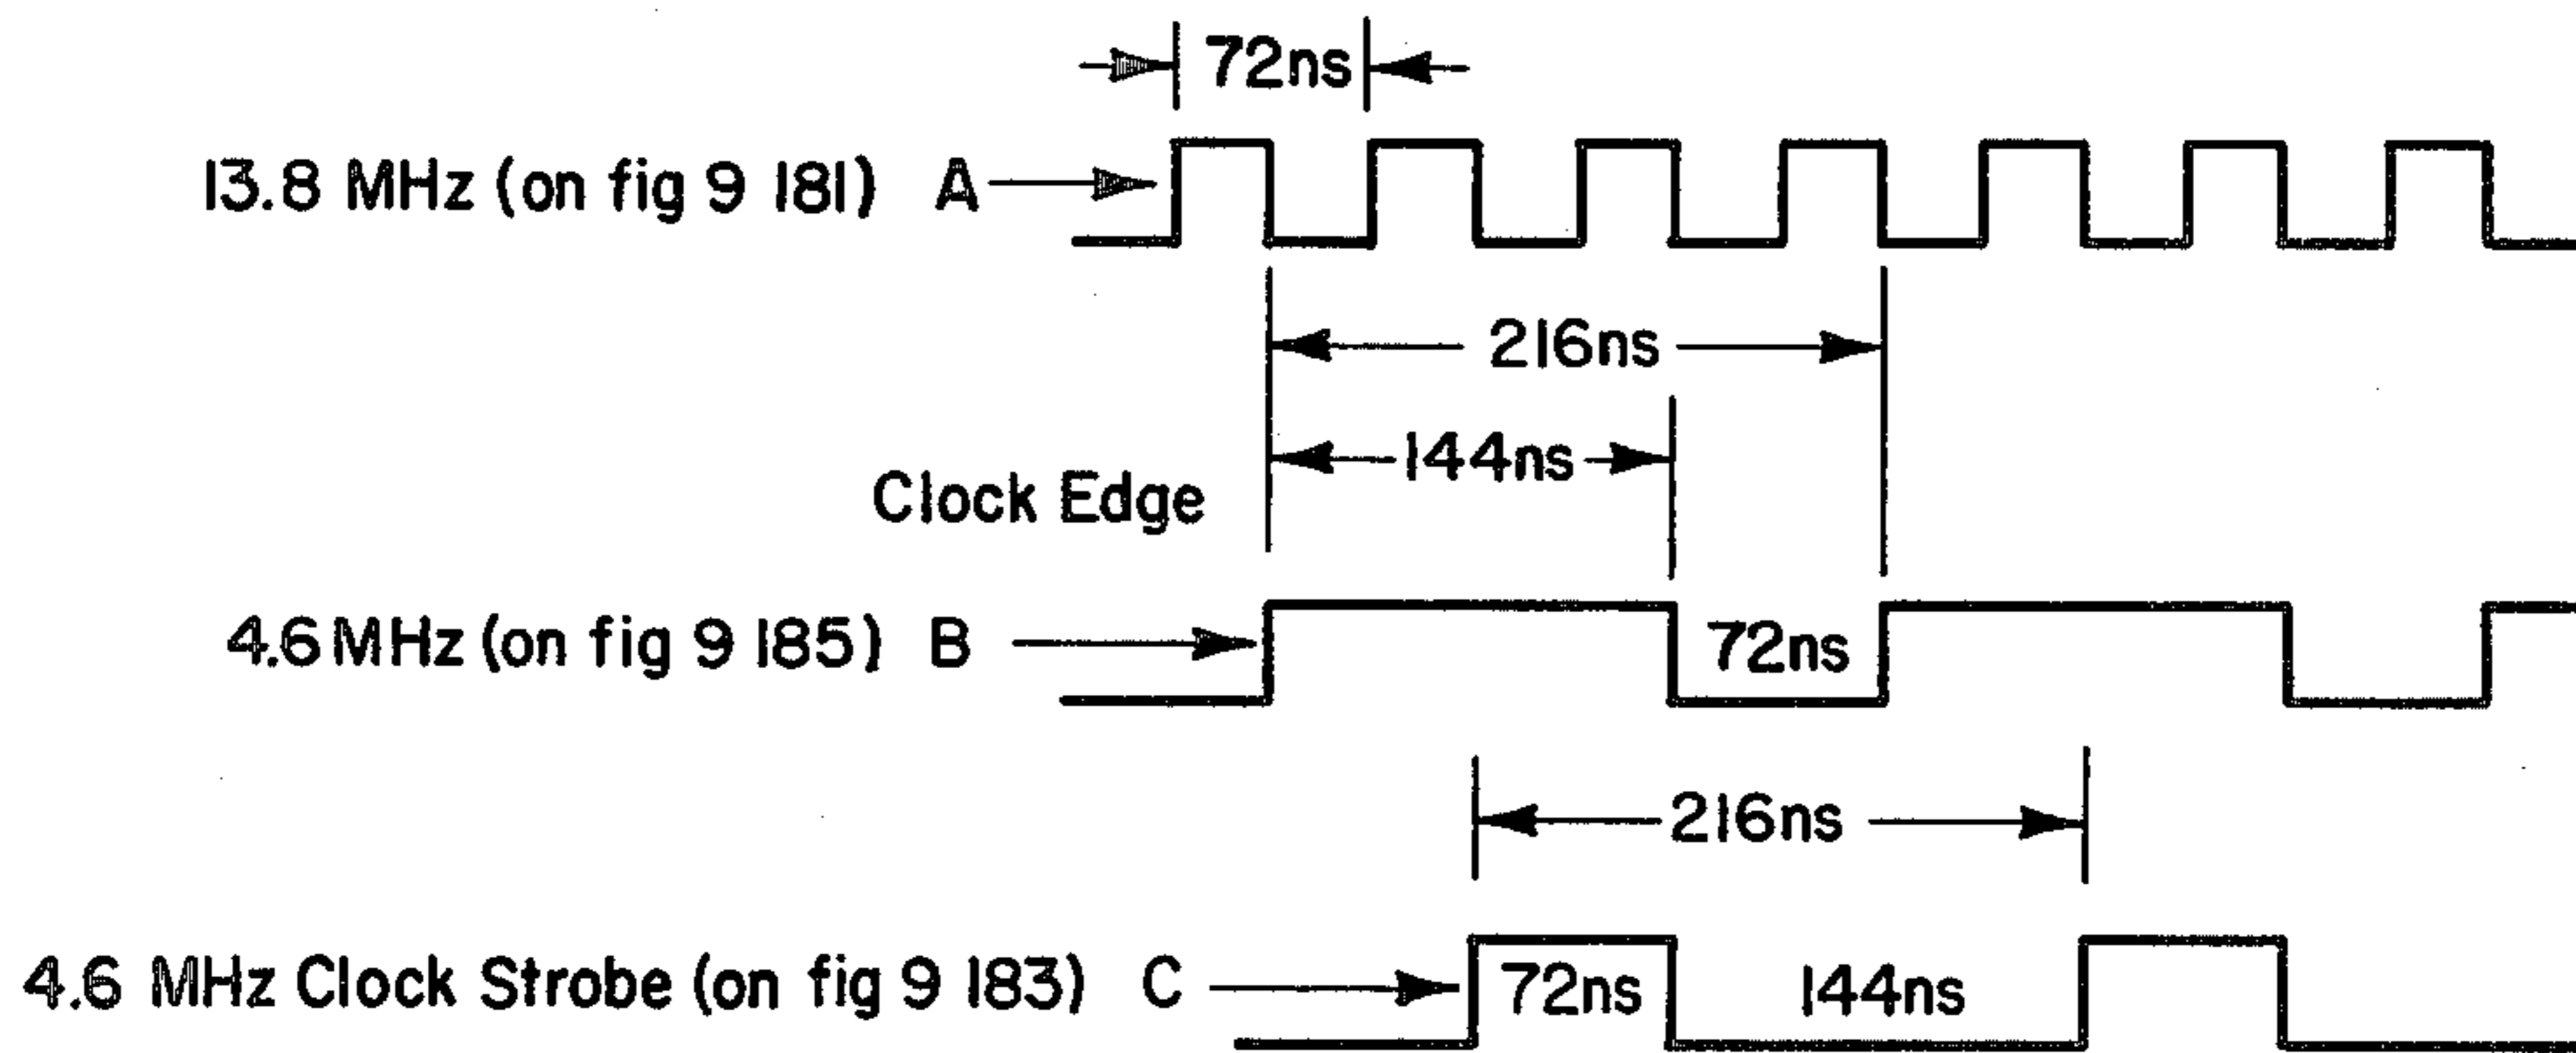 72ns
13.8 MHz (on fig 9 181) A
216ns
144ns
Clock Edge
4.6 MHz (on fig 9 185) B
72ns
216ns
4.6 MHz Clock Strobe (on fig 9 183) C
72ns
144ns